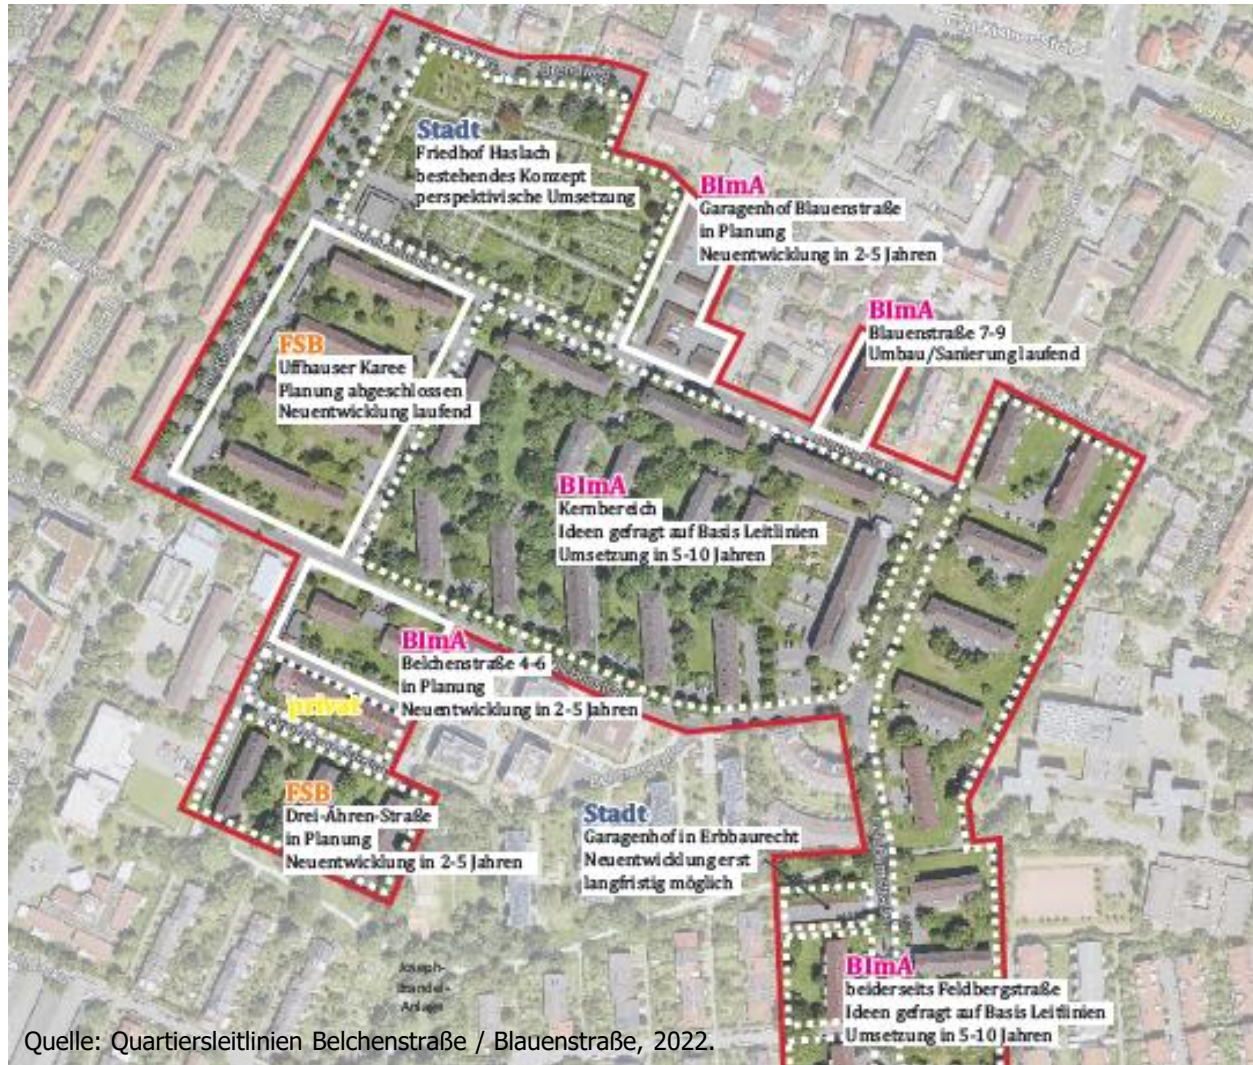 Stadt
Friedhof Haslach
bestehendes Konzept
perspektivische Umsetzung
BImA
Garagenhof Blauenstraße
in Planung
Neuentwicklung in 2-5 Jahren
BImA
Blauenstraße 7-9
Umbau/Sanierung laufend
FSB
Uffhauser Karee
Planung abgeschlossen
Neuentwicklung laufend
BImA
Kernbereich
Ideen gefragt auf Basis Leitlinien
Umsetzung in 5-10 Jahren
BImA
Belchenstraße 4-6
in Planung
Neuentwicklung in 2-5 Jahren
privat
FSB
Drei-Ähren-Straße
in Planung
Neuentwicklung in 2-5 Jahren
Stadt
Garagenhof in Erbbaurecht
Neuentwicklung erst
langfristig möglich
BImA
beiderseits Feldbergstraße
Ideen gefragt auf Basis Leitlinien
Umsetzung in 5-10 Jahren
Joseph-
Brandel-
Anlage
Quelle: Quartiersleitlinien Belchenstraße / Blauenstraße, 2022.